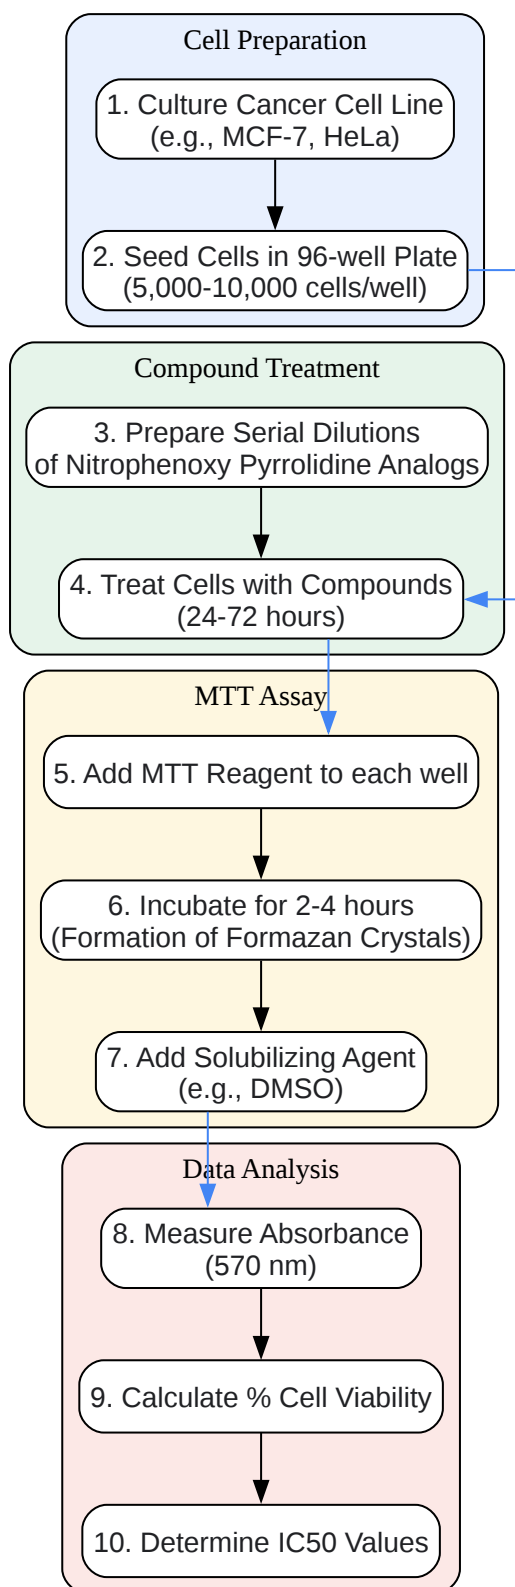 Cell Preparation
1. Culture Cancer Cell Line
(e.g., MCF-7, HeLa)
2. Seed Cells in 96-well Plate
(5,000-10,000 cells/well)
Compound Treatment
3. Prepare Serial Dilutions
of Nitrophenoxy Pyrrolidine Analogs
4. Treat Cells with Compounds
(24-72 hours)
MTT Assay
5. Add MTT Reagent to each well
6. Incubate for 2-4 hours
(Formation of Formazan Crystals)
7. Add Solubilizing Agent
(e.g., DMSO)
Data Analysis
8. Measure Absorbance
(570 nm)
9. Calculate % Cell Viability
10. Determine IC50 Values